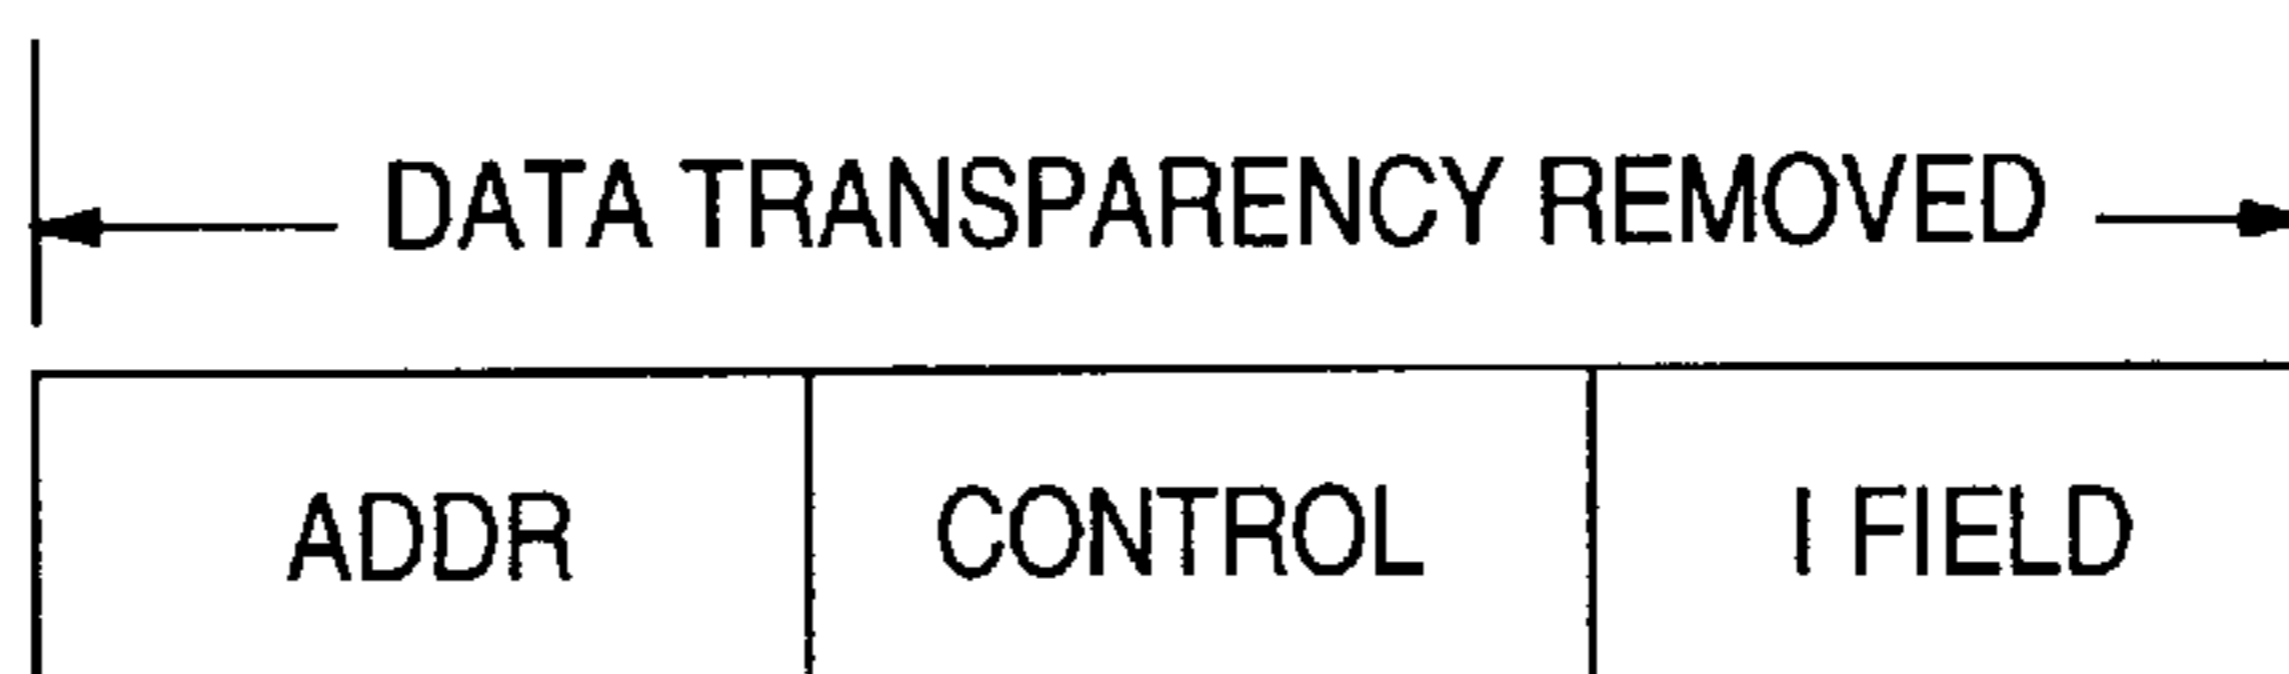 DATA TRANSPARENCY REMOVED
ADDR CONTROL I FIELD